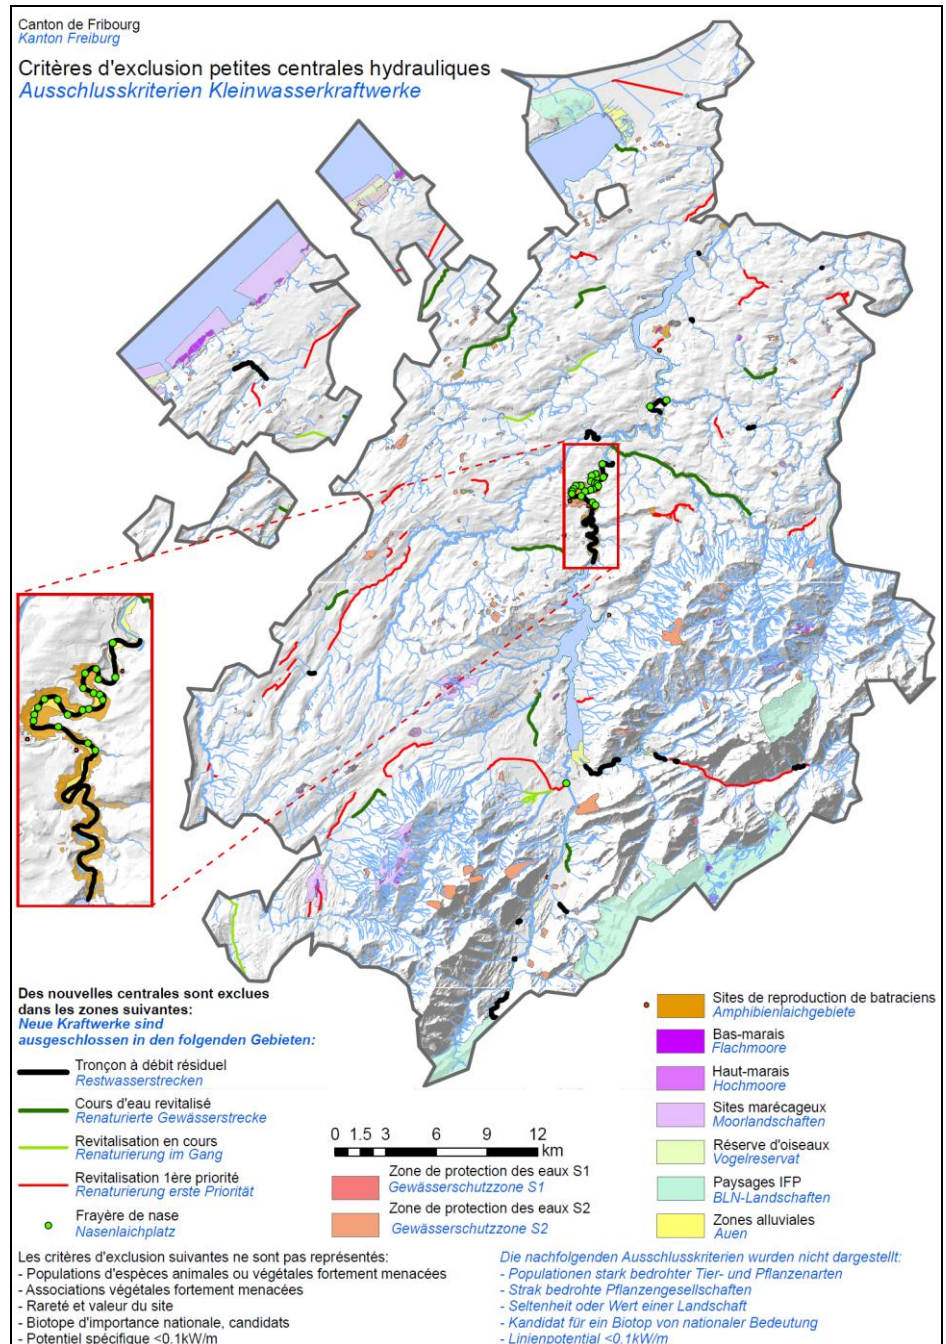 Canton de Fribourg
Kanton Freiburg
Critères d'exclusion petites centrales hydrauliques
Ausschlusskriterien Kleinwasserkraftwerke
Des nouvelles centrales sont exclues
dans les zones suivantes:
Neue Kraftwerke sind
ausgeschlossen in den folgenden Gebieten:
Tronçon à débit résiduel
Restwasserstrecken
Cours d'eau revitalisé
Renaturierte Gewässerstrecke
Revitalisation en cours
Renaturierung im Gang
Revitalisation 1ère priorité
Renaturierung erste Priorität
Frayère de nase
Nasenlaichplatz
0 1.5 3 6 9 12
km
Zone de protection des eaux S1
Gewässerschutzzone S1
Zone de protection des eaux S2
Gewässerschutzzone S2
Sites de reproduction de batraciens
Amphibienlaichgebiete
Bas-marais
Flachmoore
Haut-marais
Hochmoore
Sites marécageux
Moorlandschaften
Réserve d'oiseaux
Vogelreservat
Paysages IFP
BLN-Landschaften
Zones alluviales
Auen
Les critères d'exclusion suivantes ne sont pas représentés:
- Populations d'espèces animales ou végétales fortement menacées
- Associations végétales fortement menacées
- Rareté et valeur du site
- Biotope d'importance nationale, candidats
- Potentiel spécifique <0.1kW/m
Die nachfolgenden Ausschlusskriterien wurden nicht dargestellt:
- Populationen stark bedrohter Tier- und Pflanzenarten
- Strak bedrohte Pflanzengesellschaften
- Seltenheit oder Wert einer Landschaft
- Kandidat für ein Biotop von nationaler Bedeutung
- Linienpotential <0.1kW/m